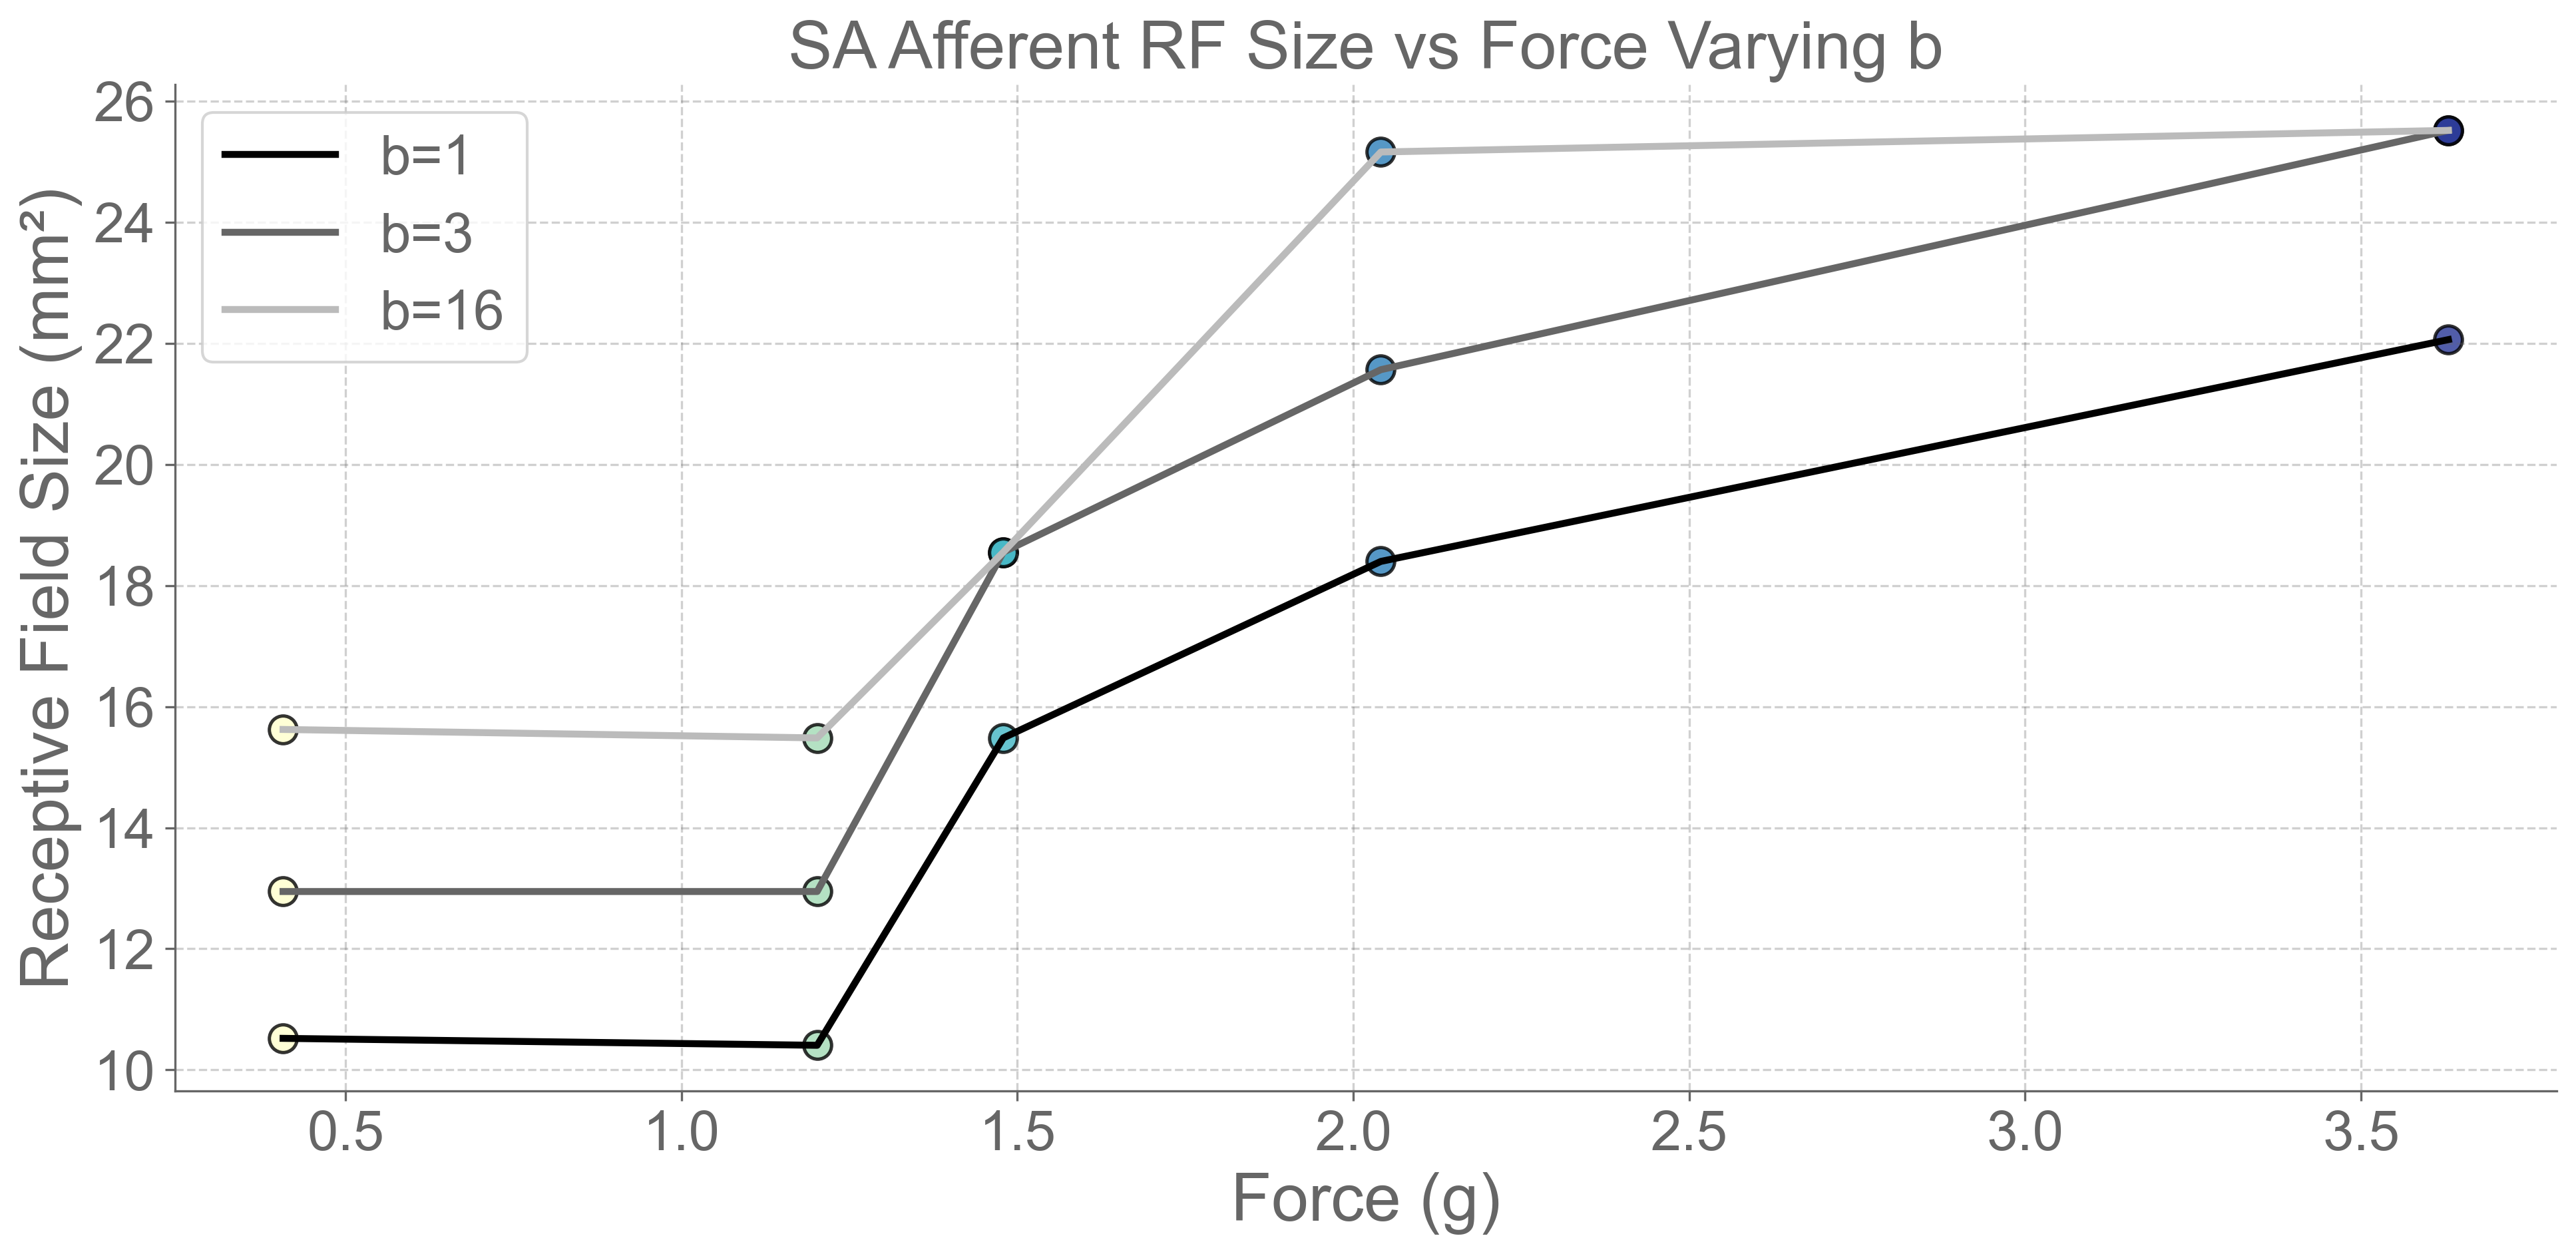 SA Afferent RF Size vs Force Varying b
Receptive Field Size (mm²)
26
24
22
20
18
16
14
12
10
b=1
b=3
b=16
0.5 1.0 1.5 2.0 2.5 3.0 3.5
Force (g)